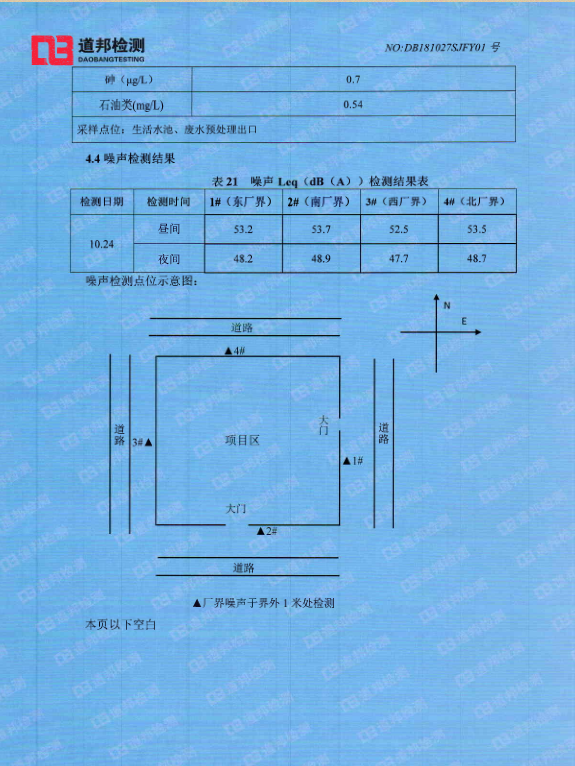 道邦检测
DAOBANGTESTING
NO:DB181027SJFY01 号
砷（μg/L） 0.7
石油类(mg/L) 0.54
采样点位：生活水池、废水预处理出口
4.4 噪声检测结果
表 21 噪声 Leq（dB（A））检测结果表
检测日期 检测时间 1#（东厂界） 2#（南厂界） 3#（西厂界） 4#（北厂界）
10.24
昼间 53.2 53.7 52.5 53.5
夜间 48.2 48.9 47.7 48.7
噪声检测点位示意图：
N
E
道路
▲4#
道路
3#▲
项目区
大门
▲1#
道路
大门
▲2#
道路
▲厂界噪声于界外 1 米处检测
本页以下空白